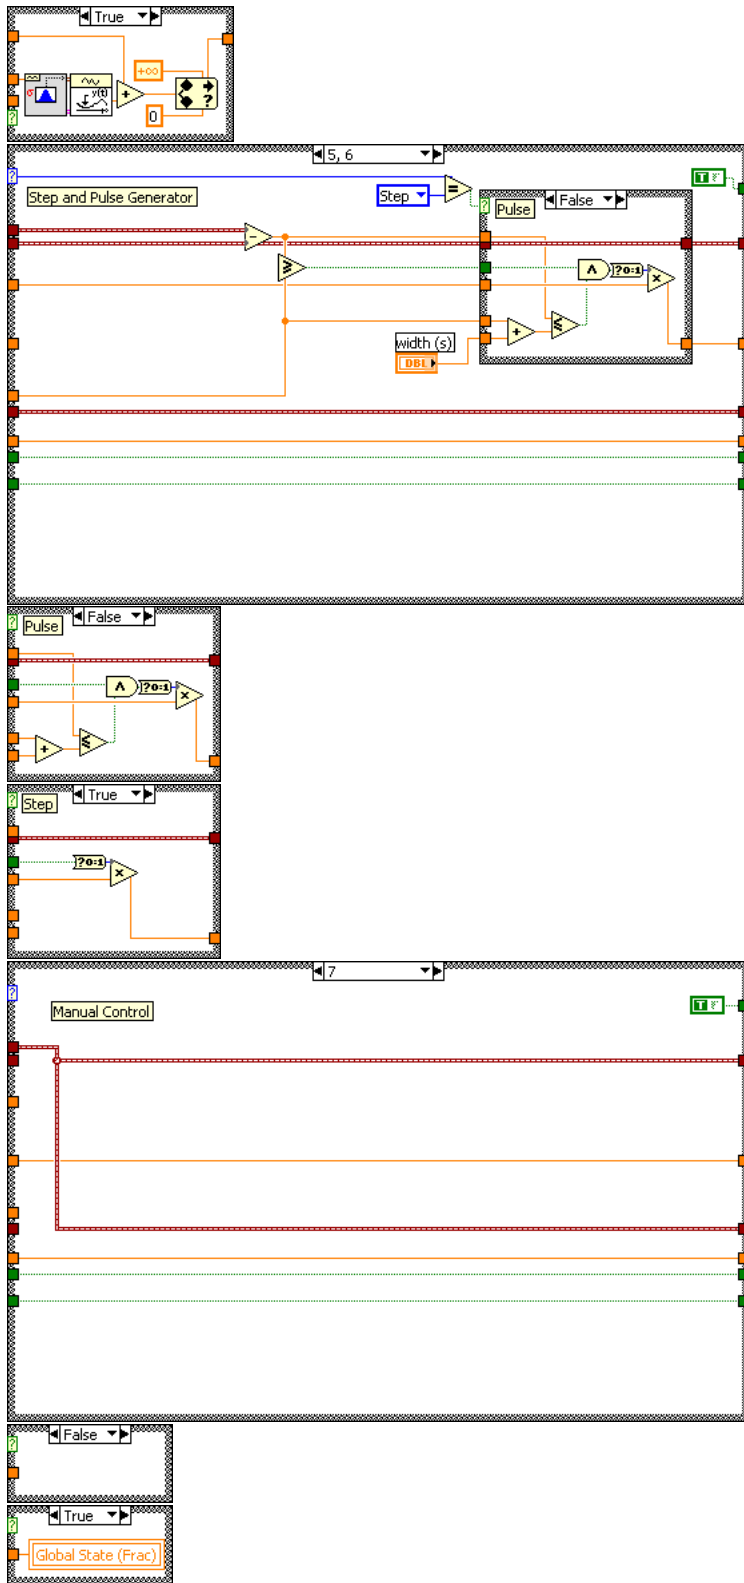 True
+∞
σ
y(t)
+
?
0
?
5, 6
?
Step and Pulse Generator
Step
=
T
False
?
Pulse
-
≥
∧
?0:1
×
+
≤
width (s)
DBL
False
?
Pulse
∧
?0:1
×
+
≤
True
?
Step
?0:1
×
7
?
Manual Control
T
False
?
True
?
Global State (Frac)